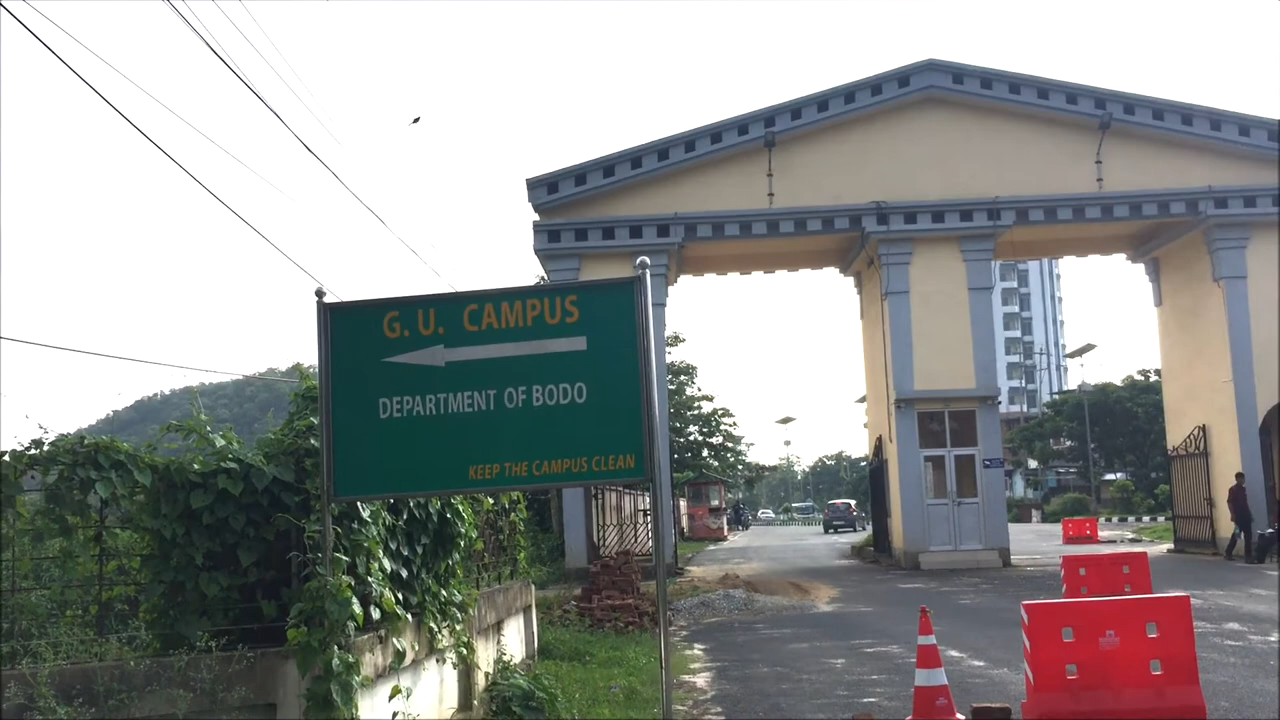 G. U. CAMPUS
DEPARTMENT OF BODO
KEEP THE CAMPUS CLEAN